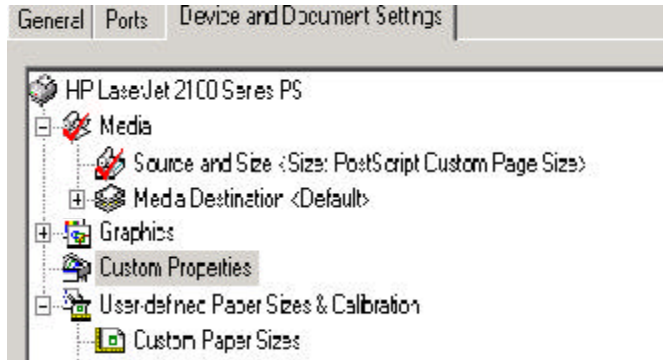 General Ports Device and Document Settings
HP LaserJet 2100 Series PS
Media
Source and Size <Size: PostScript Custom Page Size>
Media Destination <Default>
Graphics
Custom Properties
User-defined Paper Sizes & Calibration
Custom Paper Sizes